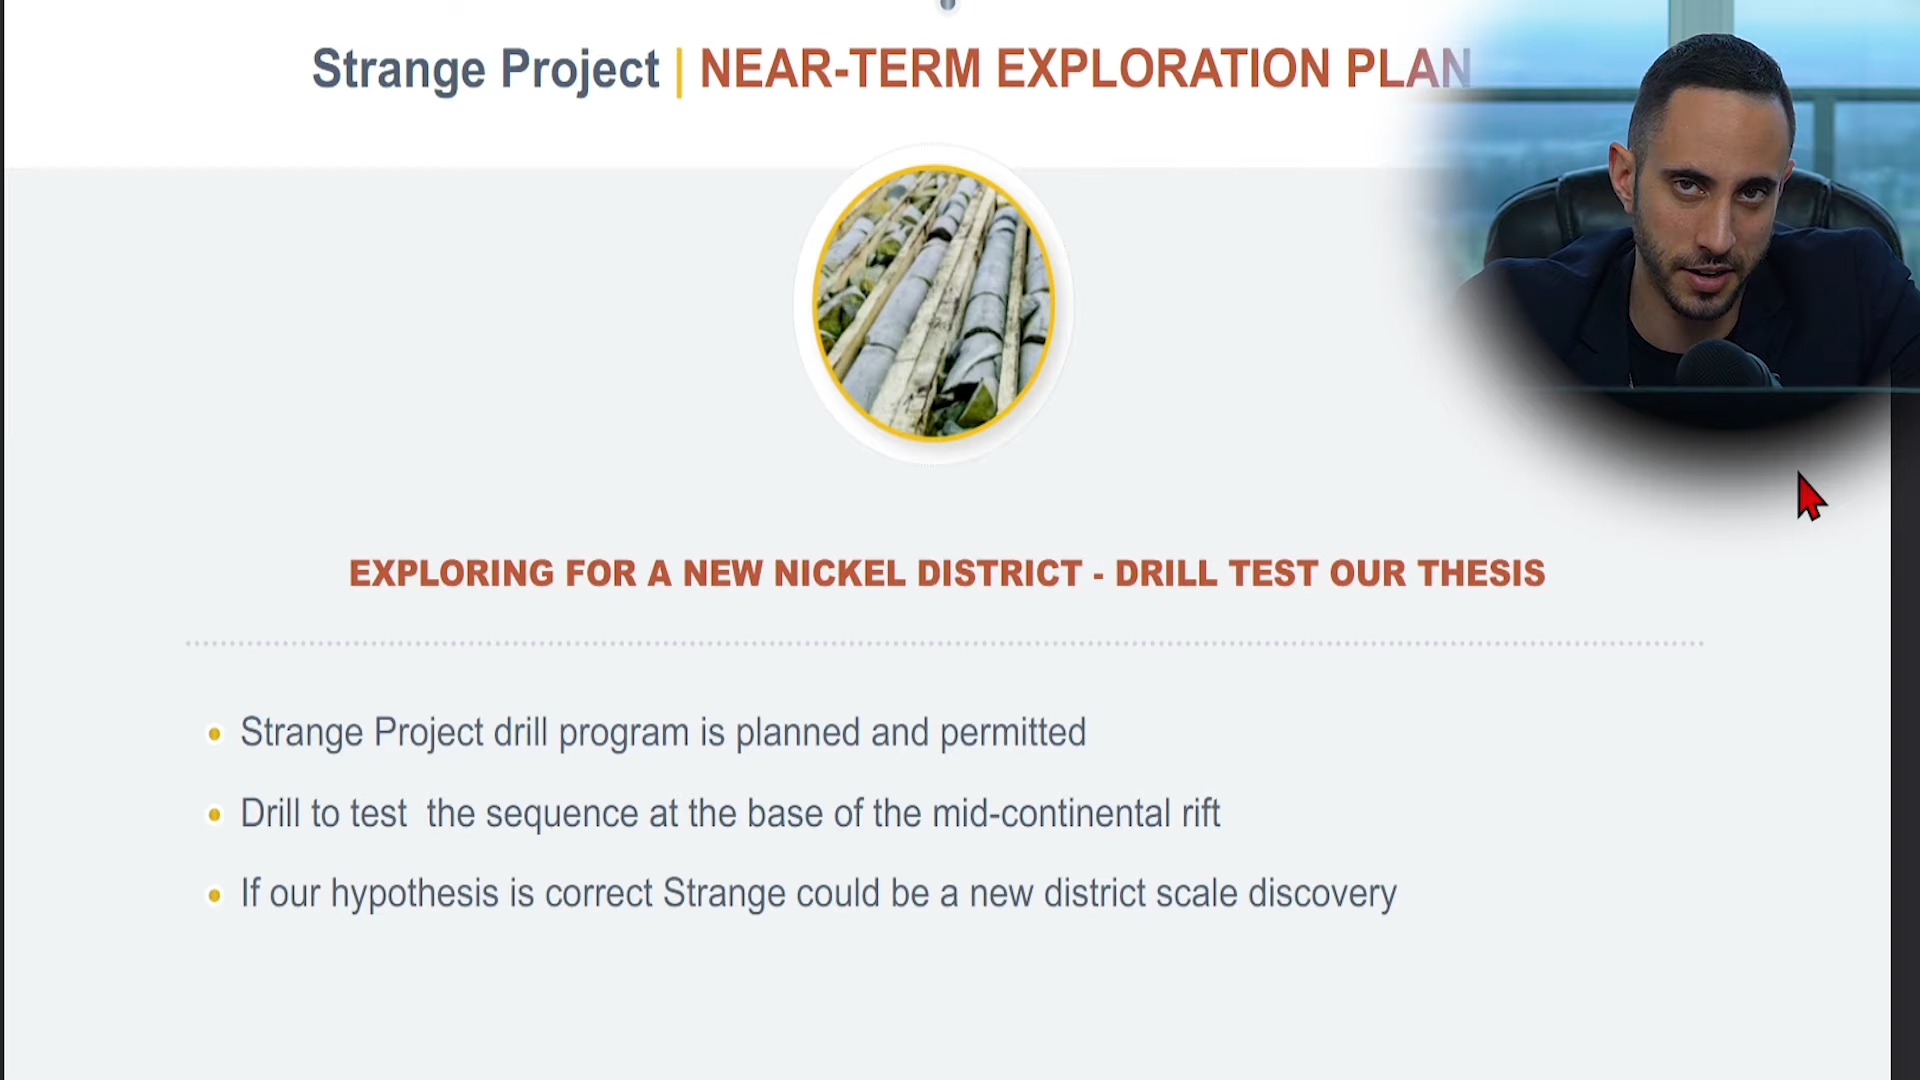 Strange Project | NEAR-TERM EXPLORATION PLAN
EXPLORING FOR A NEW NICKEL DISTRICT - DRILL TEST OUR THESIS
Strange Project drill program is planned and permitted
Drill to test  the sequence at the base of the mid-continental rift
If our hypothesis is correct Strange could be a new district scale discovery